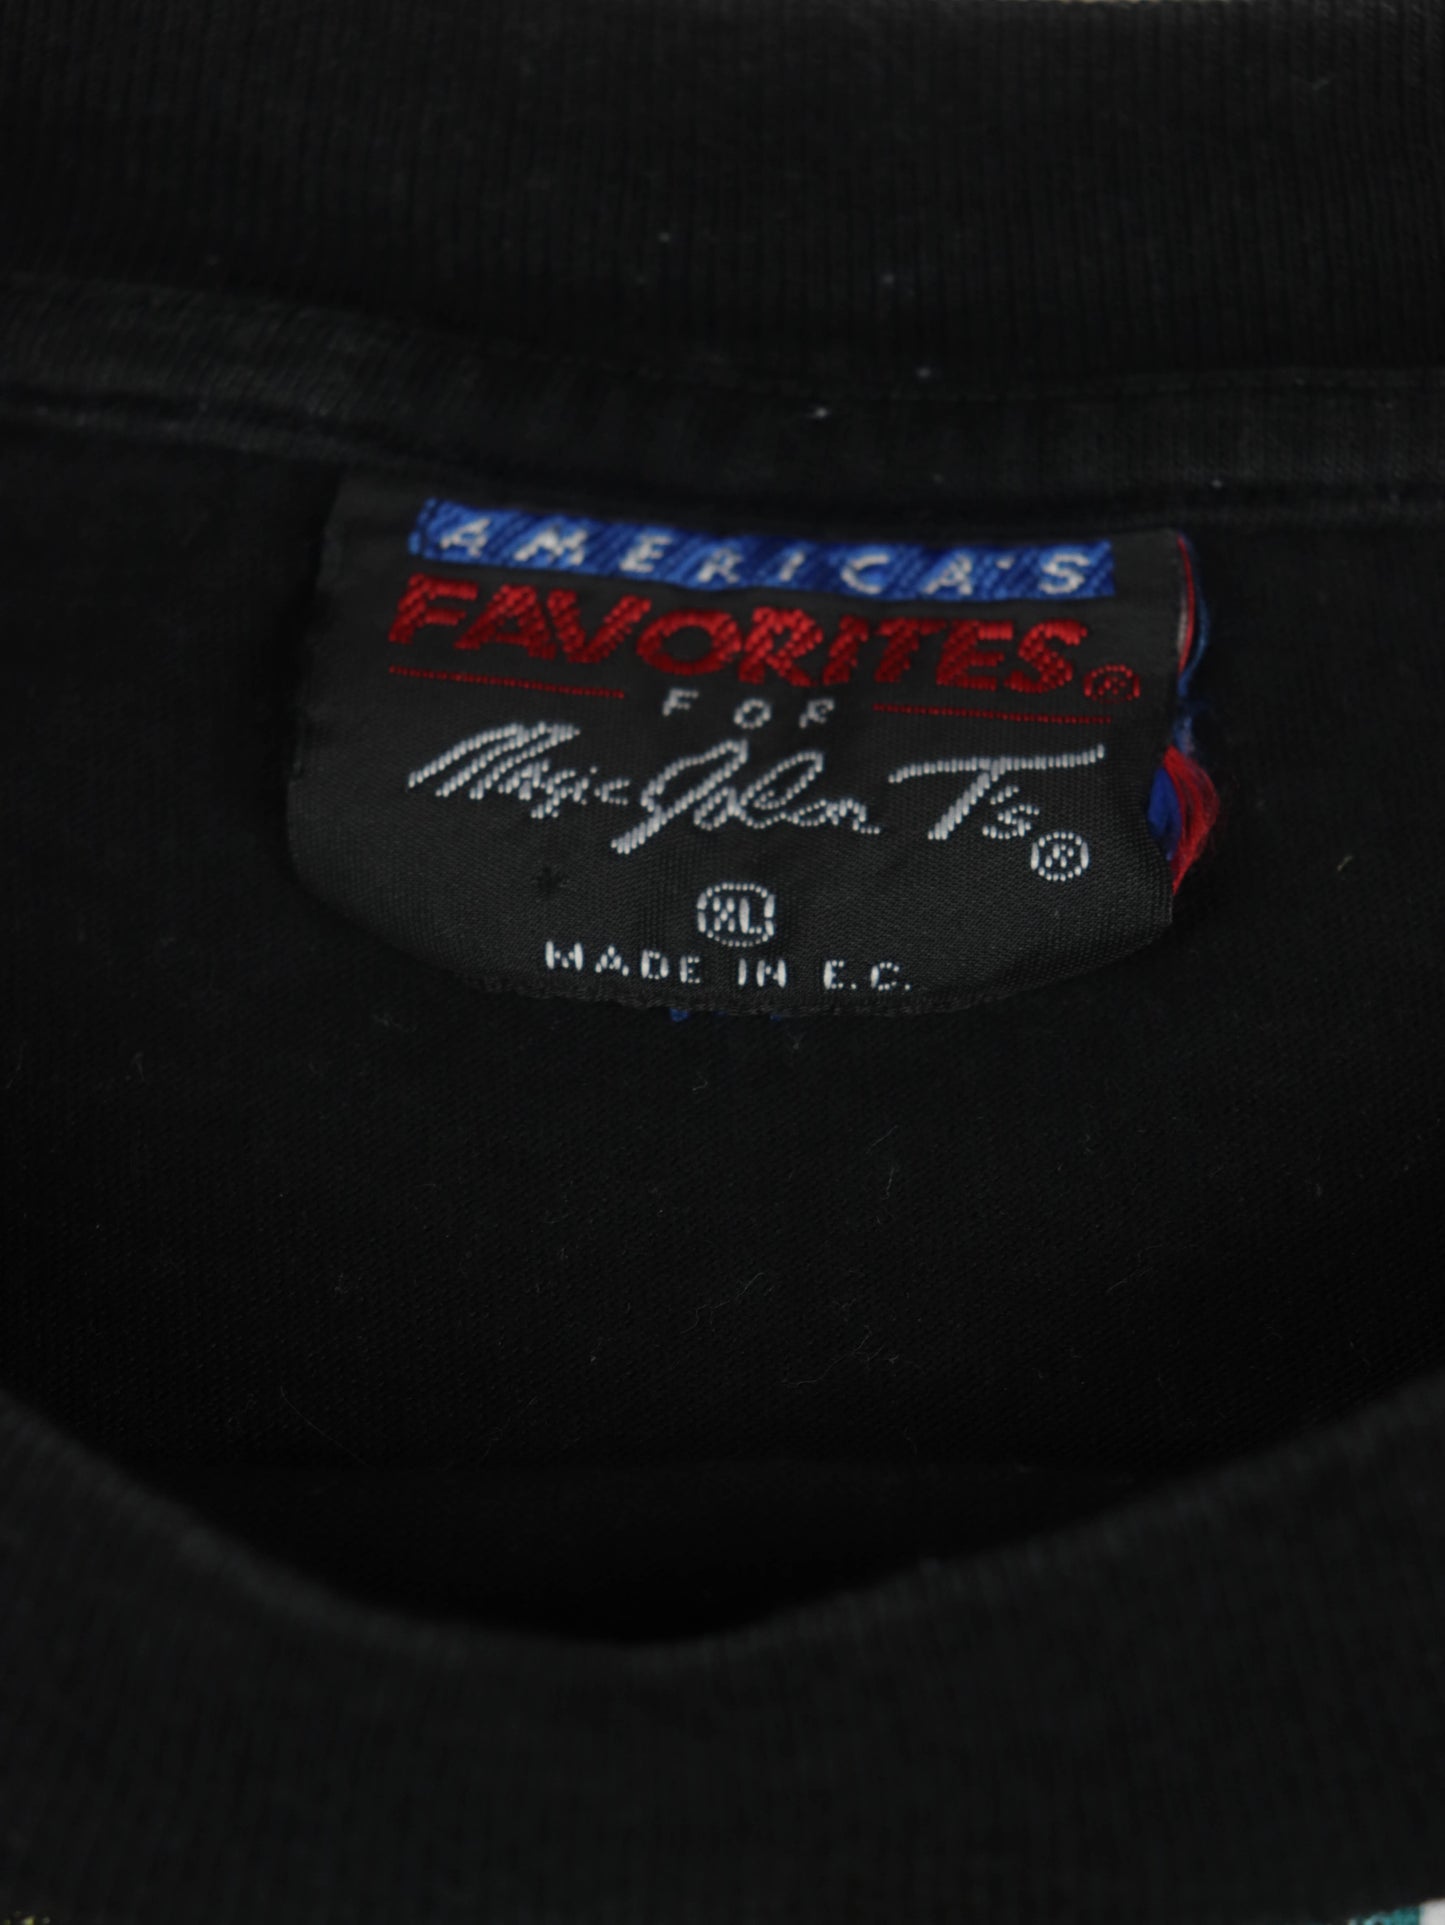 AMERICA'S
FAVORITES®
FOR
Magic Johnson T's®
XL
MADE IN E.C.